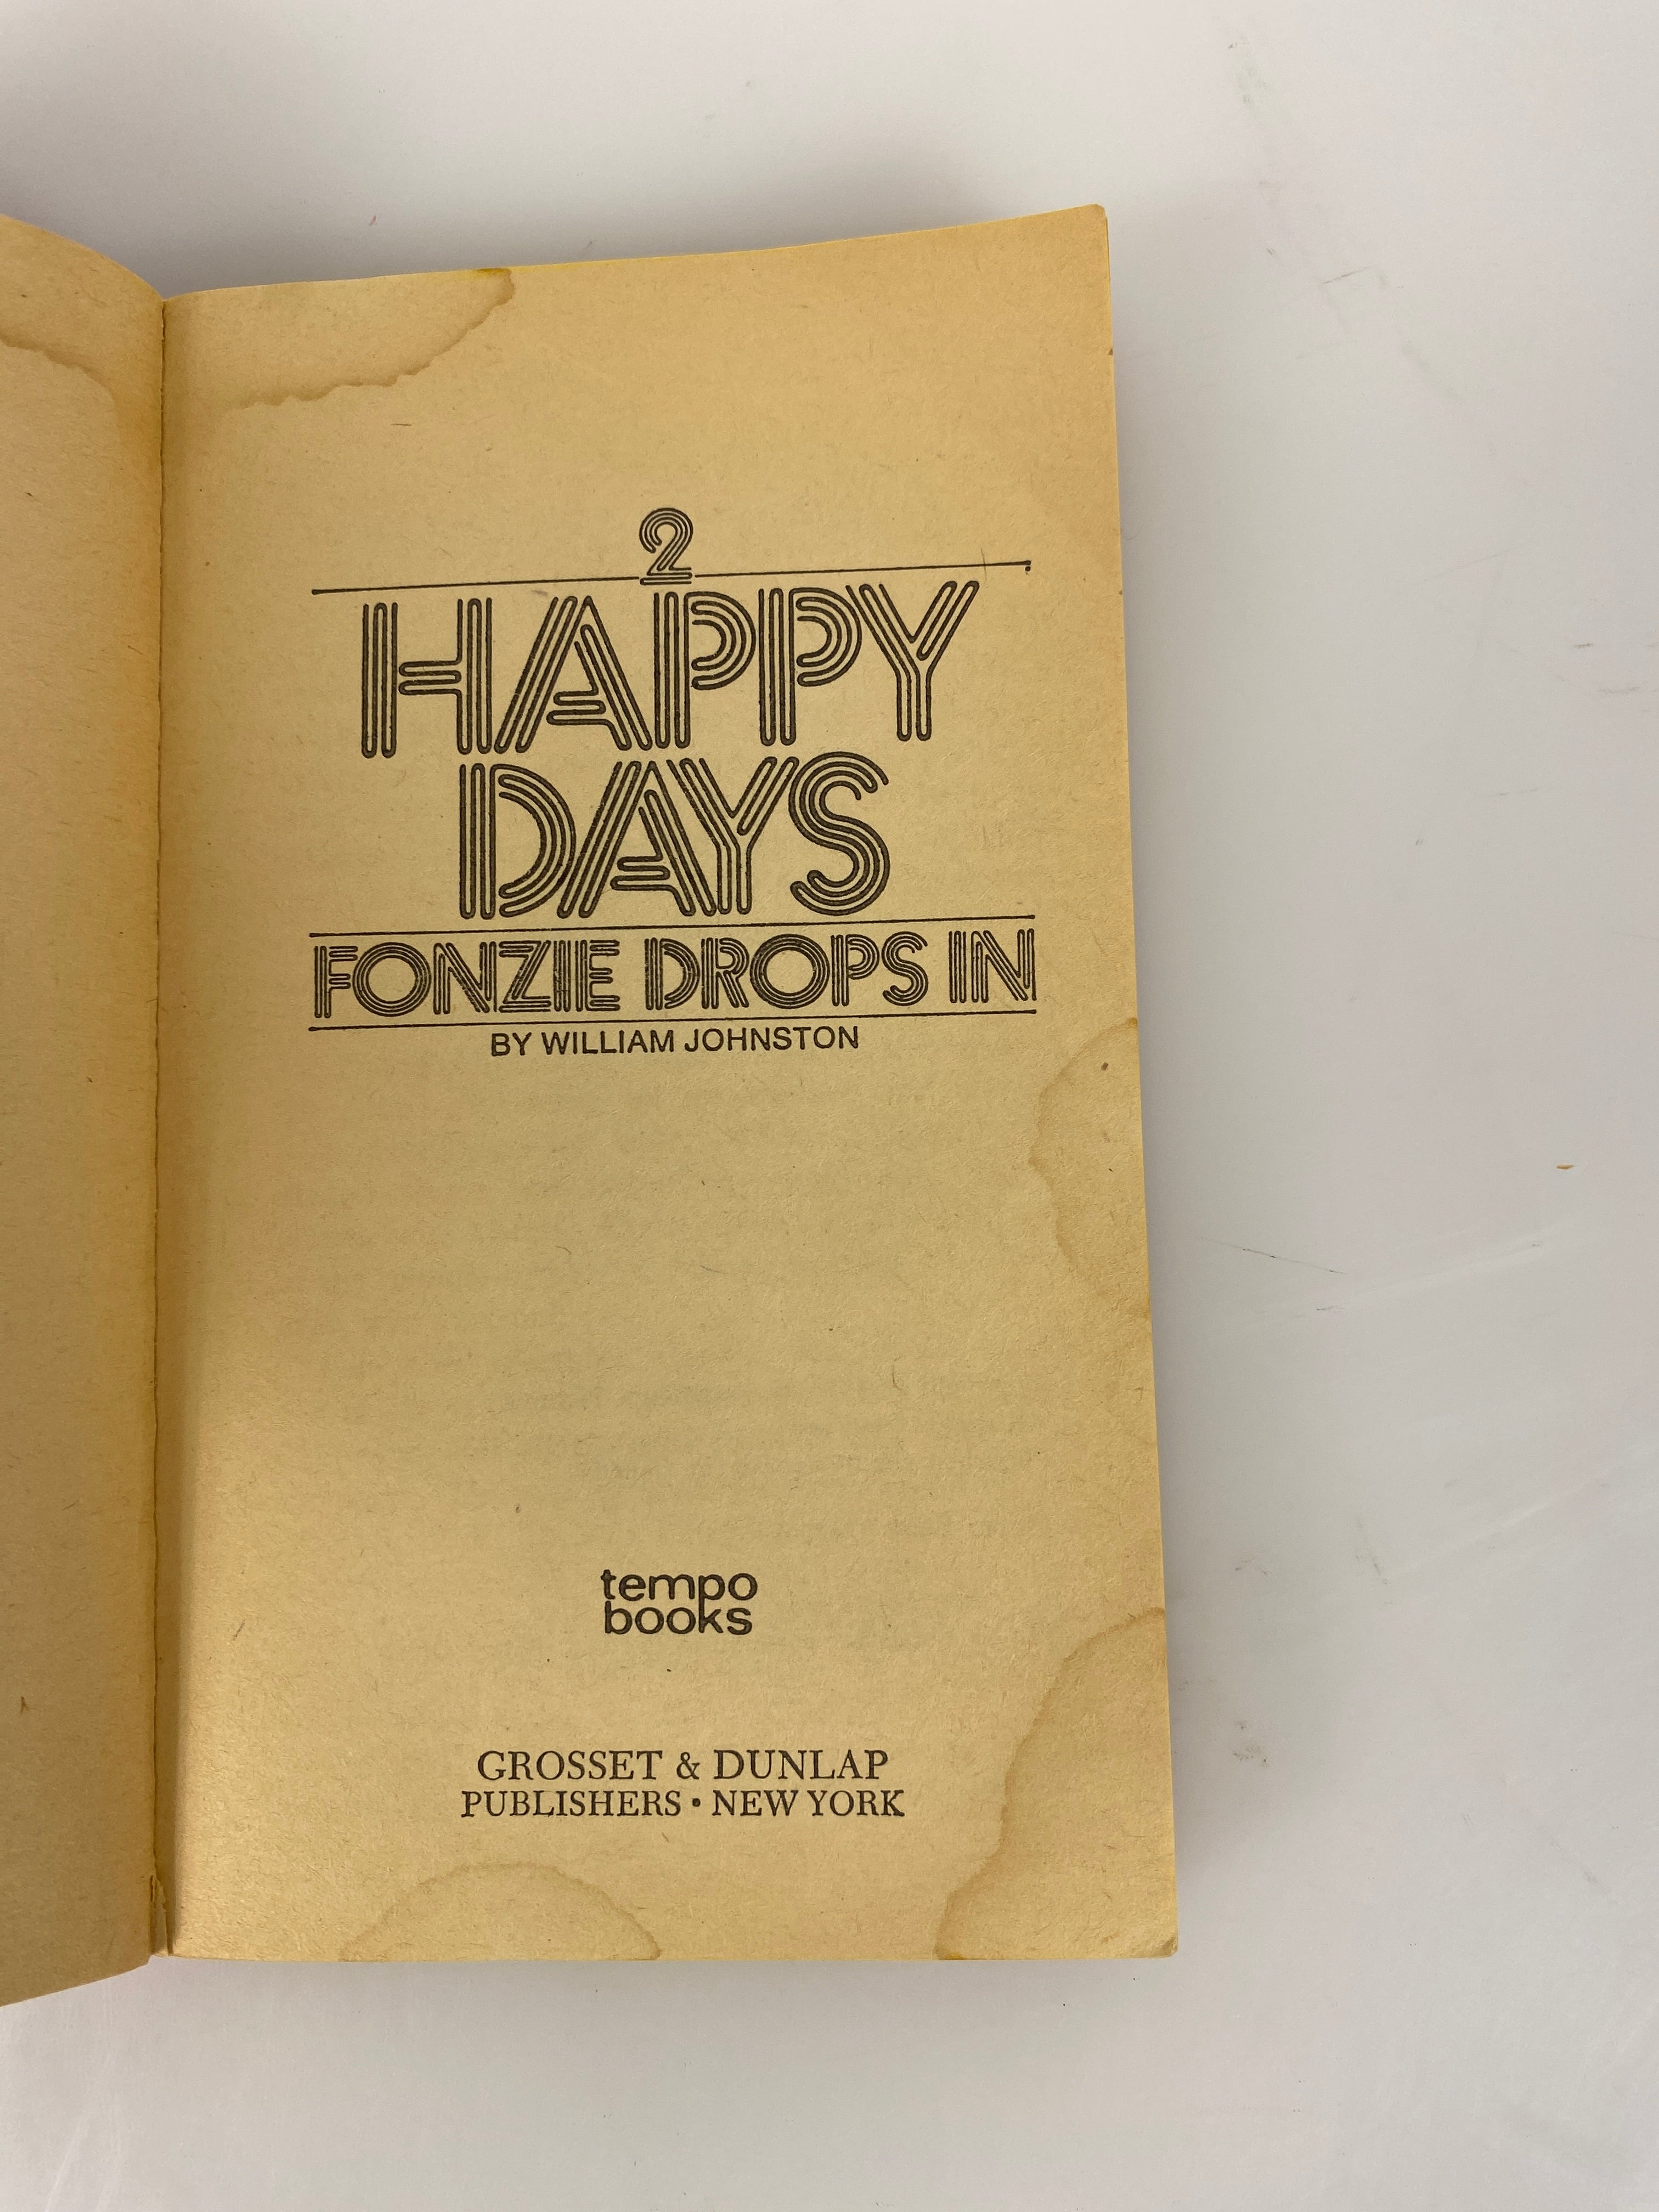 2
HAPPY
DAYS
FONZIE DROPS IN
BY WILLIAM JOHNSTON
tempo
books
GROSSET & DUNLAP
PUBLISHERS • NEW YORK